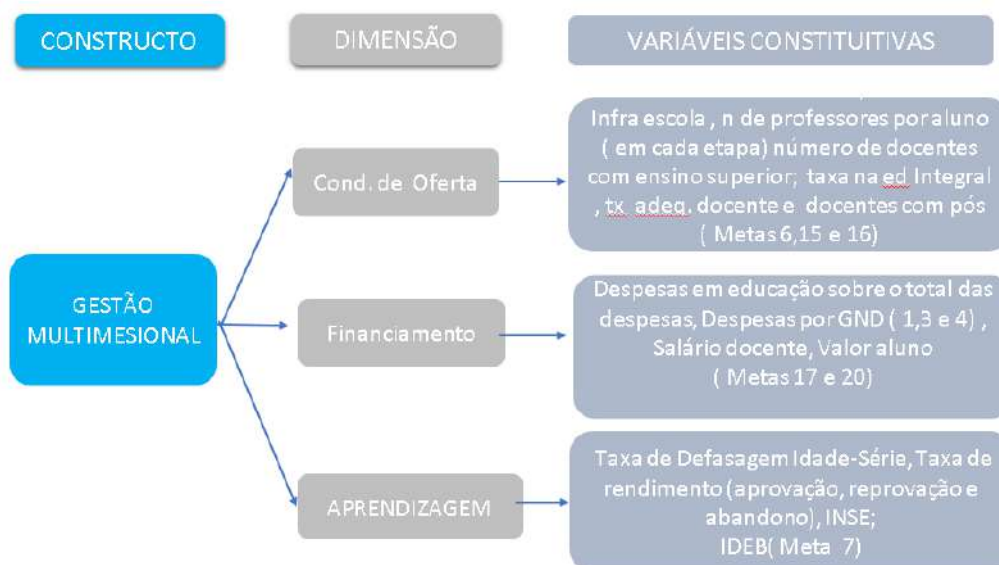 CONSTRUCTO
DIMENSÃO
VARIÁVEIS CONSTITUTIVAS
GESTÃO
MULTIMESIONAL
Cond. de Oferta
Infra escola , n de professores por aluno
( em cada etapa) número de docentes
com ensino superior; taxa na ed Integral
, tx adeq. docente e docentes com pós
( Metas 6,15 e 16)
Financiamento
Despesas em educação sobre o total das
despesas, Despesas por GND ( 1,3 e 4) ,
Salário docente, Valor aluno
( Metas 17 e 20)
APRENDIZAGEM
Taxa de Defasagem Idade-Série, Taxa de
rendimento (aprovação, reprovação e
abandono), INSE;
IDEB( Meta 7)